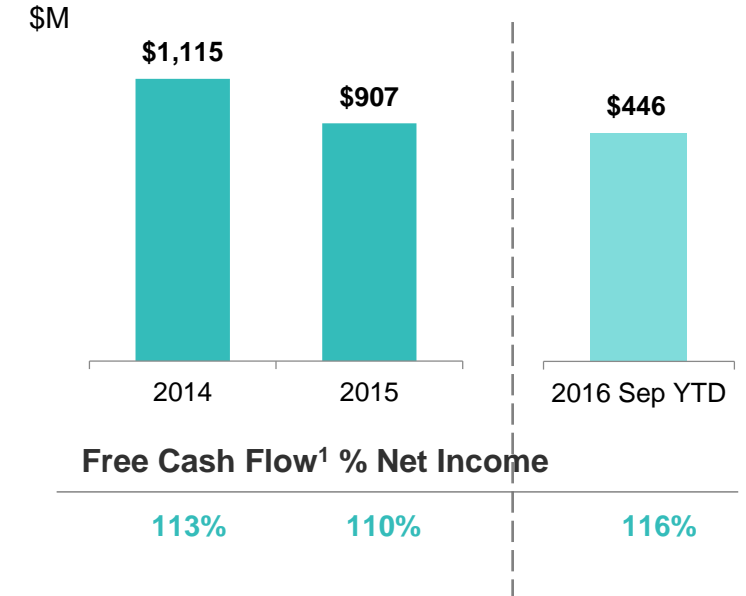 $M
$1,115
$907
$446
2014
2015
2016 Sep YTD
Free Cash Flow¹ % Net Income
113%
110%
116%